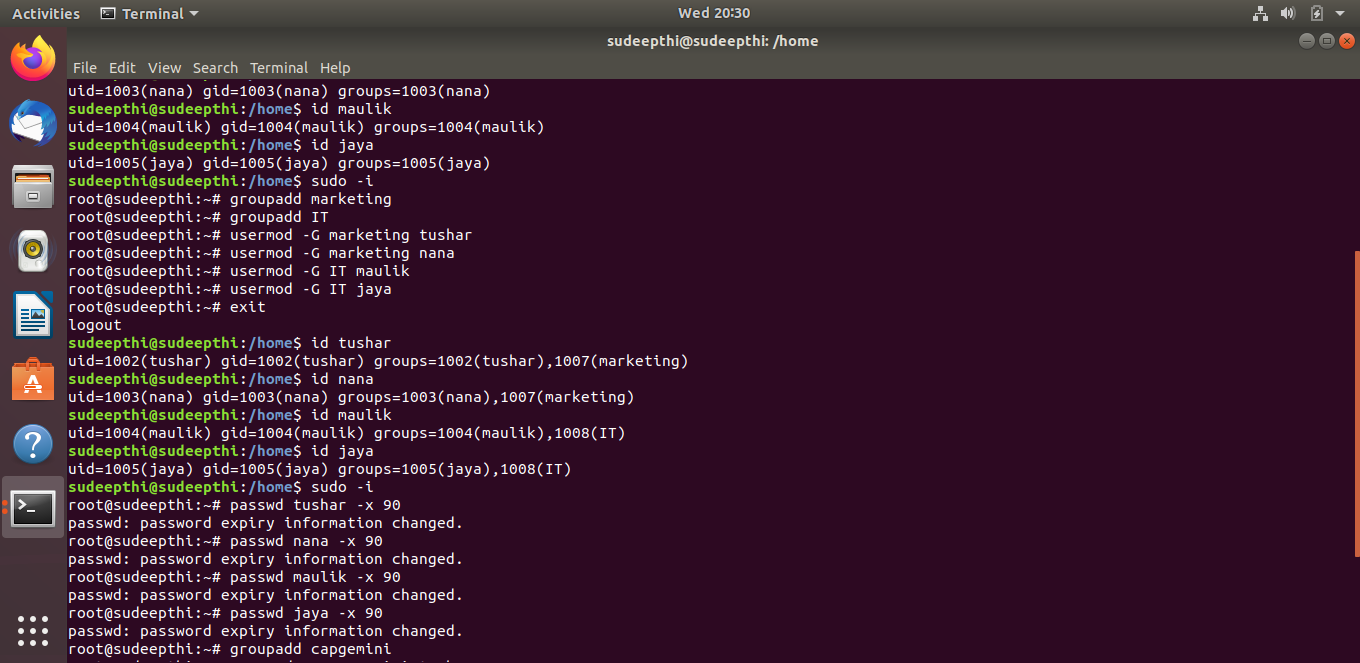 Activities Terminal Wed 20:30
sudeepthi@sudeepthi: /home
File Edit View Search Terminal Help
uid=1003(nana) gid=1003(nana) groups=1003(nana)
sudeepthi@sudeepthi:/home$ id maulik
uid=1004(maulik) gid=1004(maulik) groups=1004(maulik)
sudeepthi@sudeepthi:/home$ id jaya
uid=1005(jaya) gid=1005(jaya) groups=1005(jaya)
sudeepthi@sudeepthi:/home$ sudo -i
root@sudeepthi:~# groupadd marketing
root@sudeepthi:~# groupadd IT
root@sudeepthi:~# usermod -G marketing tushar
root@sudeepthi:~# usermod -G marketing nana
root@sudeepthi:~# usermod -G IT maulik
root@sudeepthi:~# usermod -G IT jaya
root@sudeepthi:~# exit
logout
sudeepthi@sudeepthi:/home$ id tushar
uid=1002(tushar) gid=1002(tushar) groups=1002(tushar),1007(marketing)
sudeepthi@sudeepthi:/home$ id nana
uid=1003(nana) gid=1003(nana) groups=1003(nana),1007(marketing)
sudeepthi@sudeepthi:/home$ id maulik
uid=1004(maulik) gid=1004(maulik) groups=1004(maulik),1008(IT)
sudeepthi@sudeepthi:/home$ id jaya
uid=1005(jaya) gid=1005(jaya) groups=1005(jaya),1008(IT)
sudeepthi@sudeepthi:/home$ sudo -i
root@sudeepthi:~# passwd tushar -x 90
passwd: password expiry information changed.
root@sudeepthi:~# passwd nana -x 90
passwd: password expiry information changed.
root@sudeepthi:~# passwd maulik -x 90
passwd: password expiry information changed.
root@sudeepthi:~# passwd jaya -x 90
passwd: password expiry information changed.
root@sudeepthi:~# groupadd capgemini